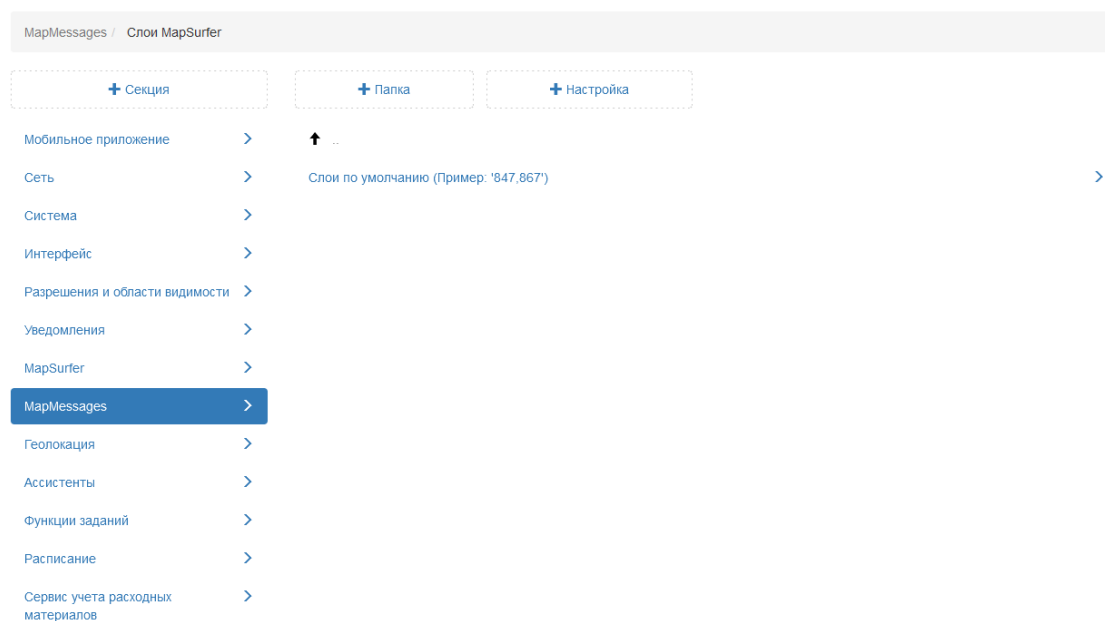 MapMessages / Слои MapSurfer
Секция
Папка
Настройка
Мобильное приложение
Сеть
Система
Интерфейс
Разрешения и области видимости
Уведомления
MapSurfer
MapMessages
Геолокация
Ассистенты
Функции заданий
Расписание
Сервис учета расходных
материалов
..
Слои по умолчанию (Пример: '847,867')